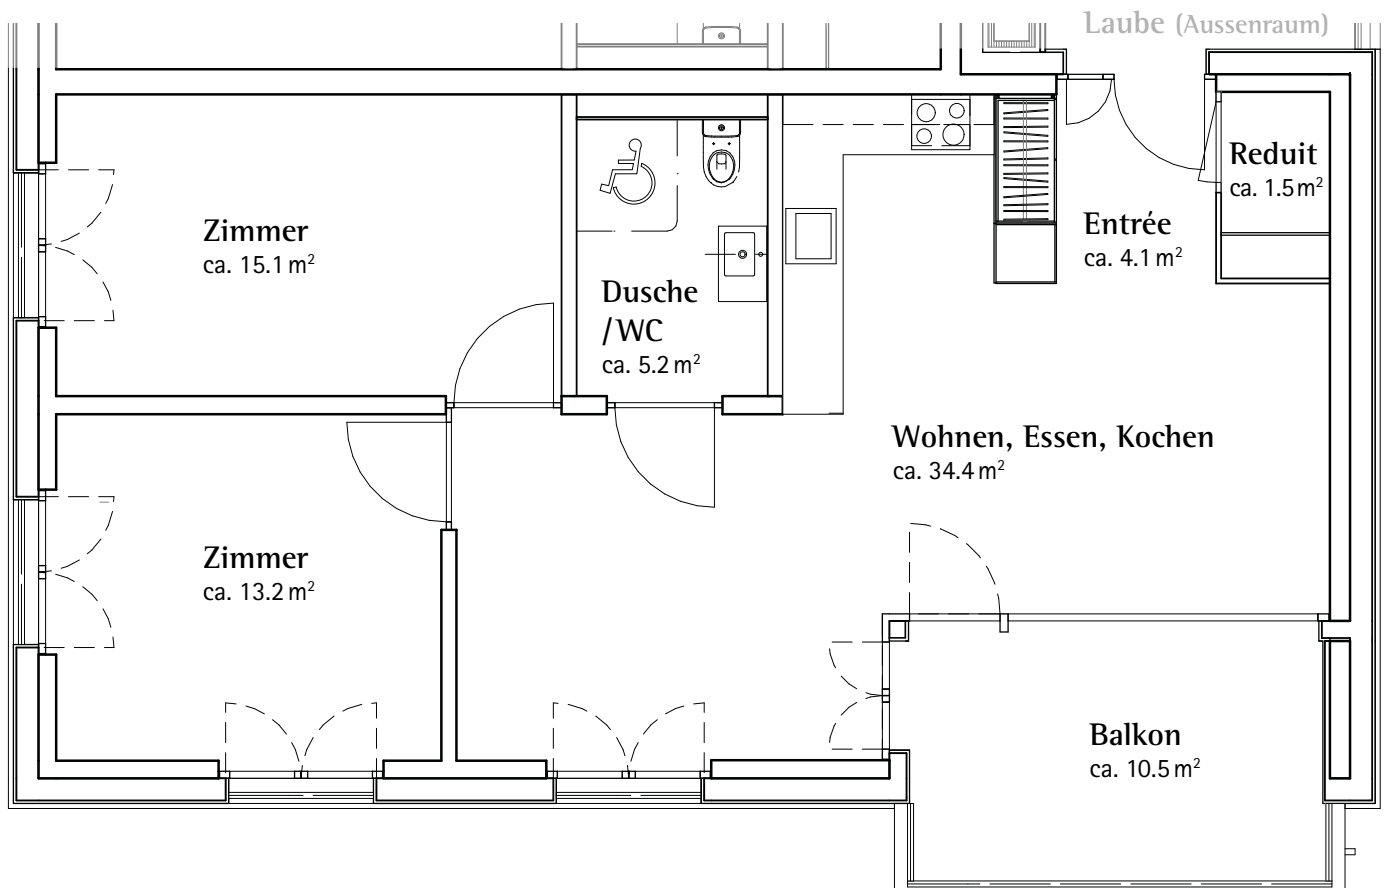 Laube (Aussenraum)
Reduit
ca. 1.5 m²
Zimmer
ca. 15.1 m²
Entrée
ca. 4.1 m²
Dusche
/WC
ca. 5.2 m²
Wohnen, Essen, Kochen
ca. 34.4 m²
Zimmer
ca. 13.2 m²
Balkon
ca. 10.5 m²